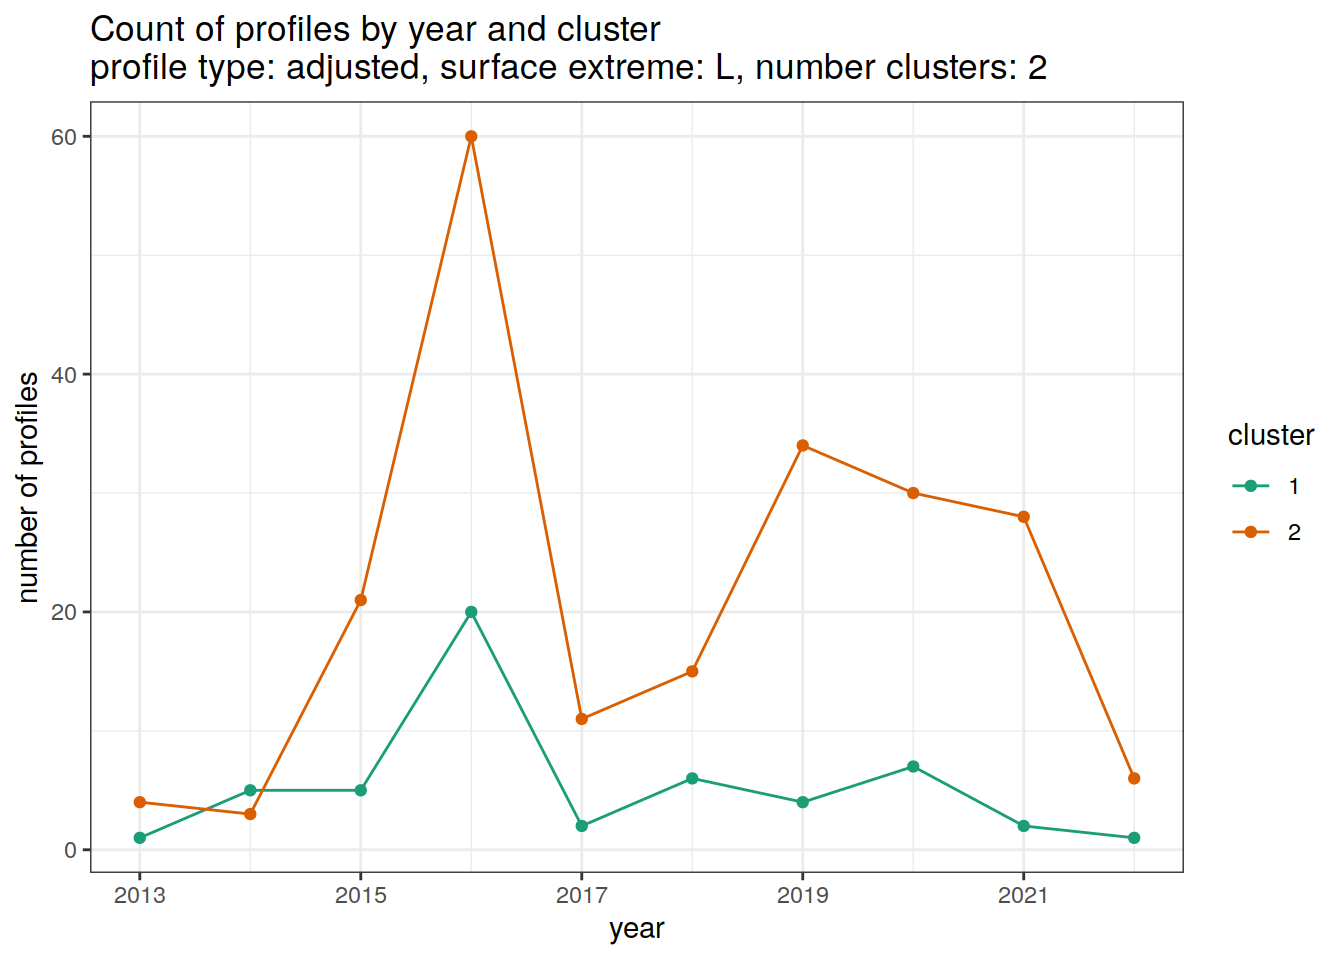 Count of profiles by year and cluster
profile type: adjusted, surface extreme: L, number clusters: 2
60
40
20
0
number of profiles
2013 2015 2017 2019 2021
year
cluster
1
2